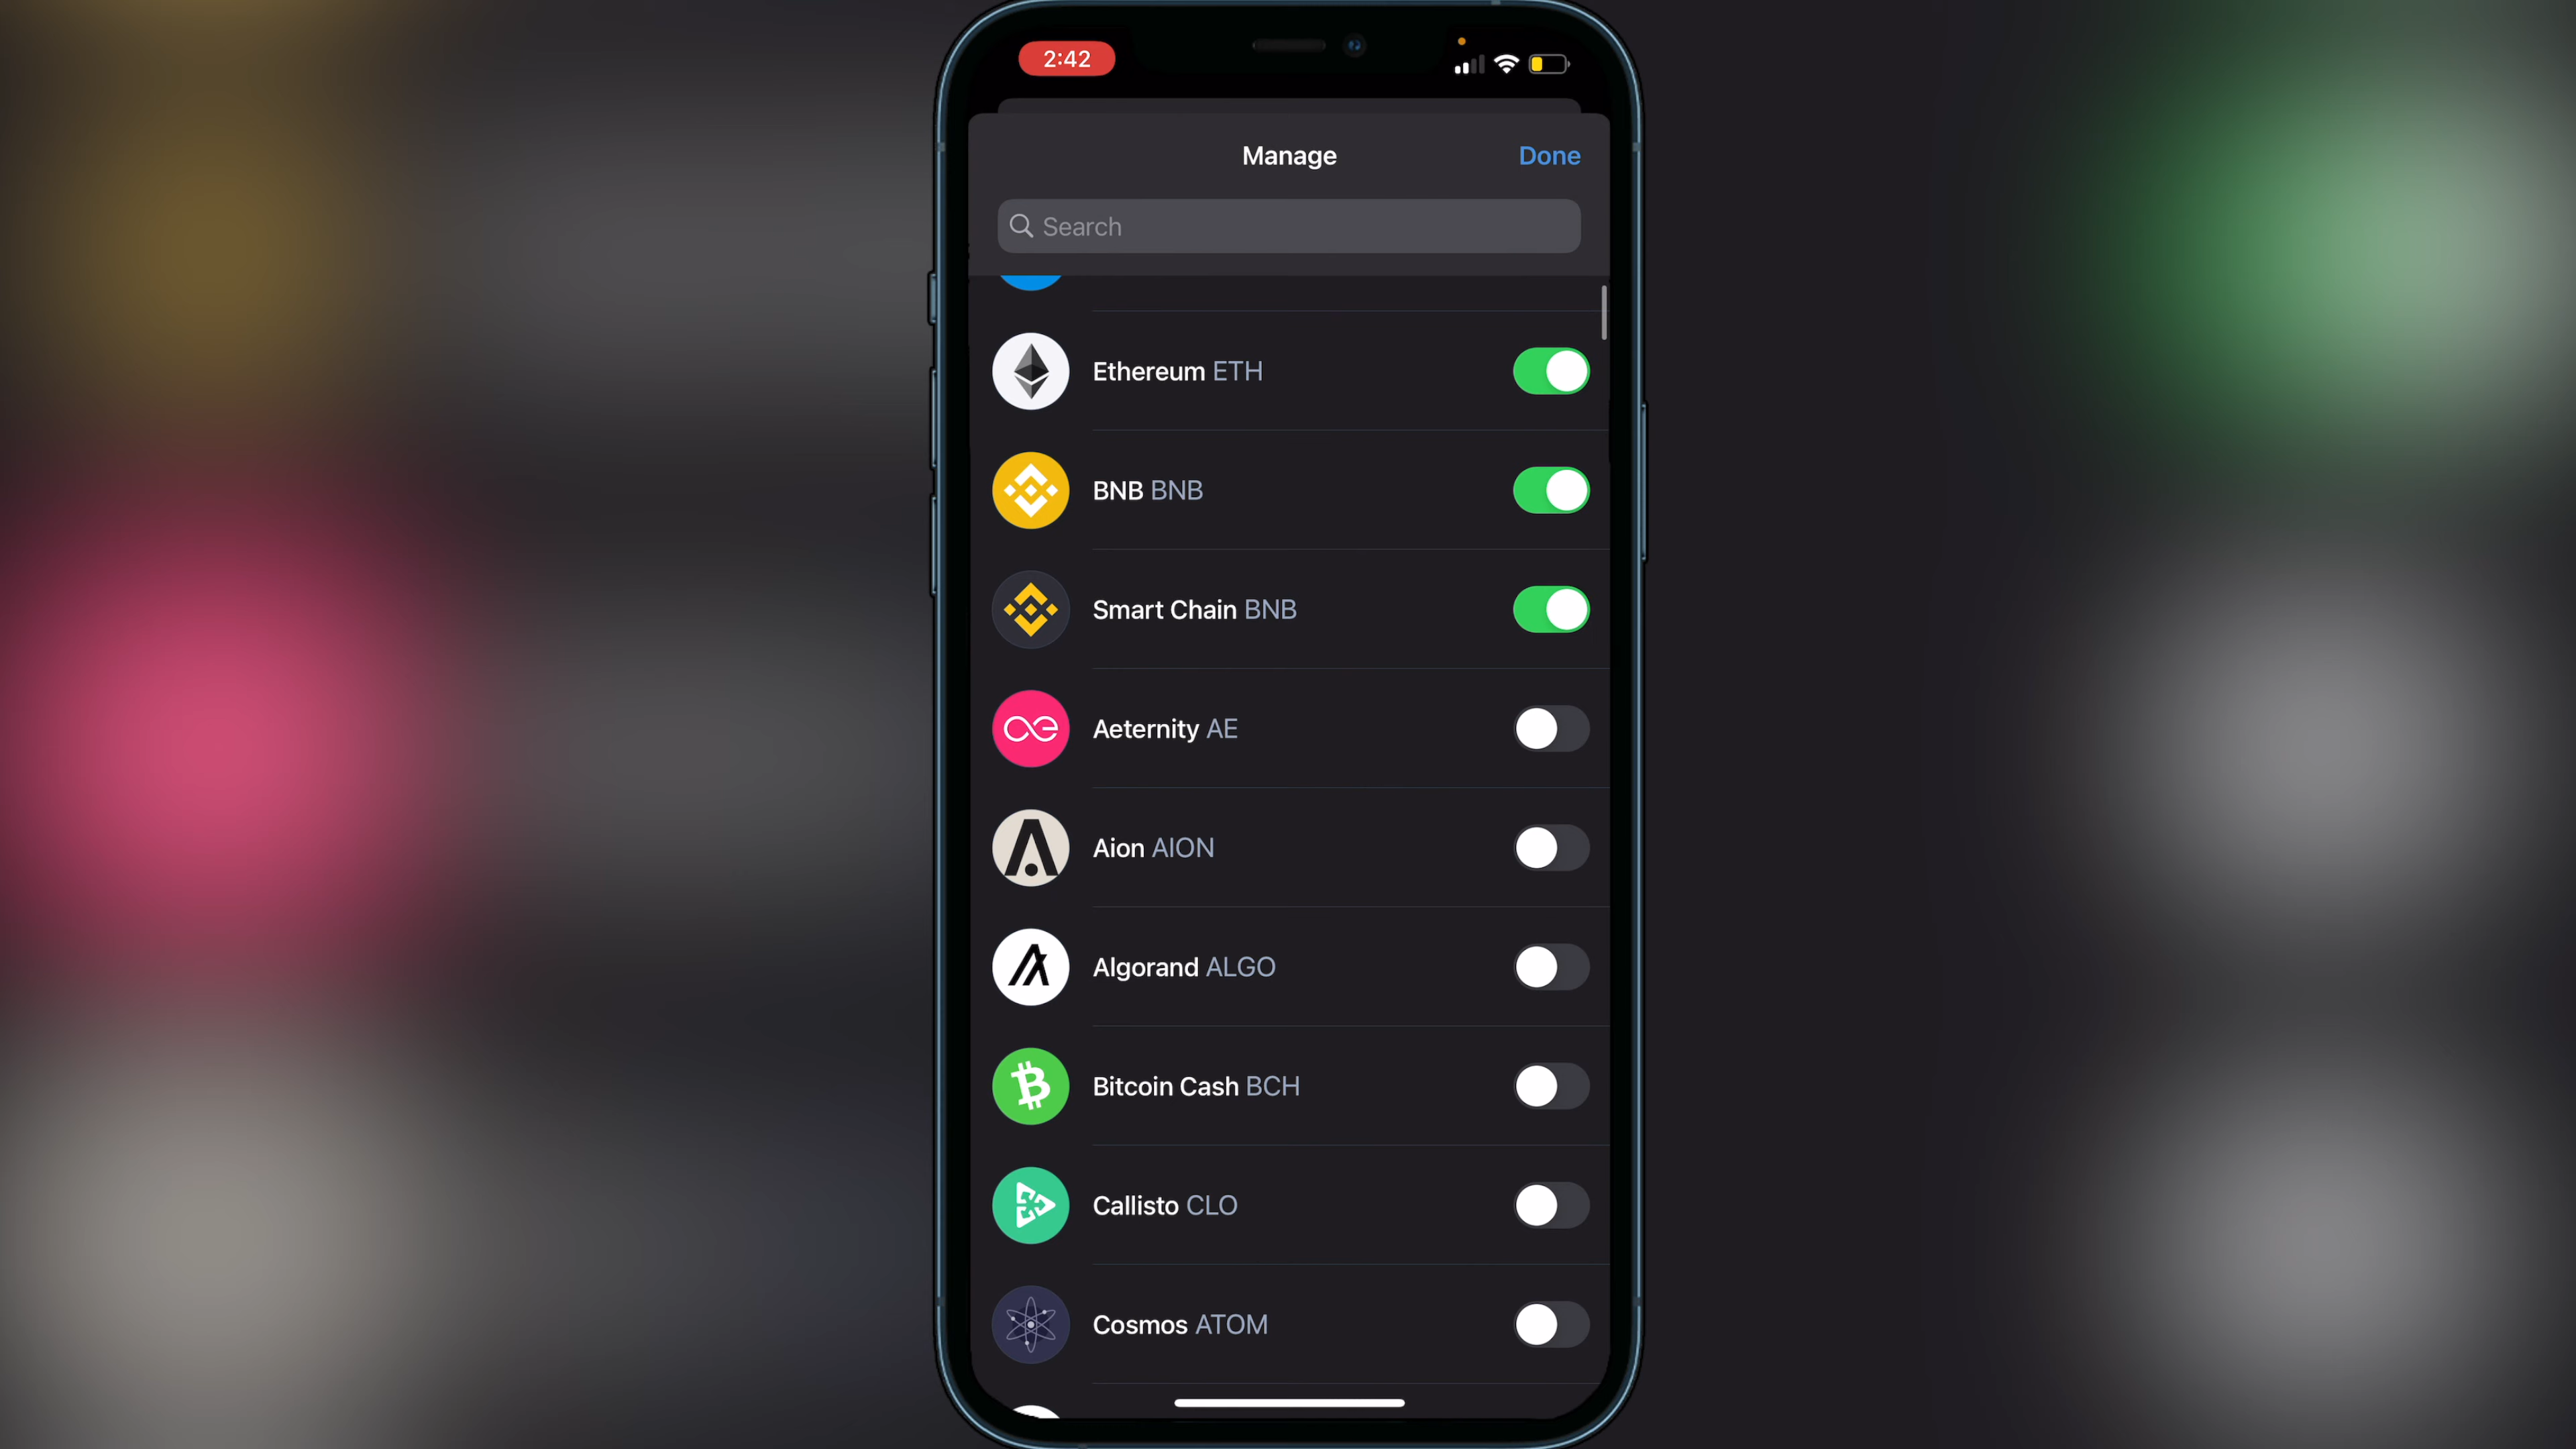 2:42
Manage
Done
Search
Ethereum ETH
BNB BNB
Smart Chain BNB
Aeternity AE
Aion AION
Algorand ALGO
Bitcoin Cash BCH
Callisto CLO
Cosmos ATOM